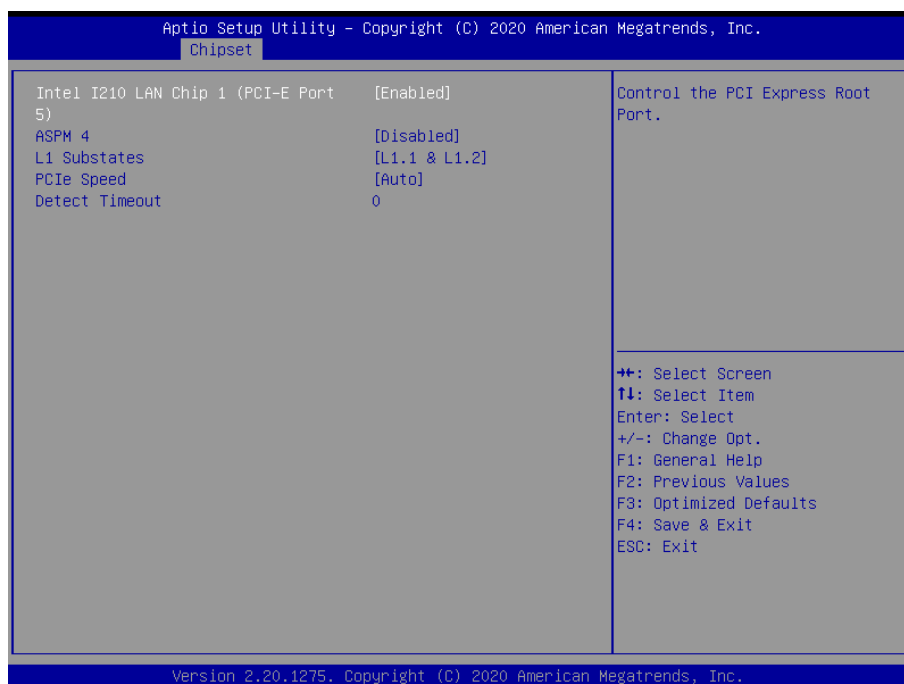 Aptio Setup Utility – Copyright (C) 2020 American Megatrends, Inc.
Chipset
Intel I210 LAN Chip 1 (PCI-E Port 5) [Enabled]
ASPM 4 [Disabled]
L1 Substates [L1.1 & L1.2]
PCIe Speed [Auto]
Detect Timeout 0
Control the PCI Express Root
Port.
→←: Select Screen
↑↓: Select Item
Enter: Select
+/-: Change Opt.
F1: General Help
F2: Previous Values
F3: Optimized Defaults
F4: Save & Exit
ESC: Exit
Version 2.20.1275. Copyright (C) 2020 American Megatrends, Inc.